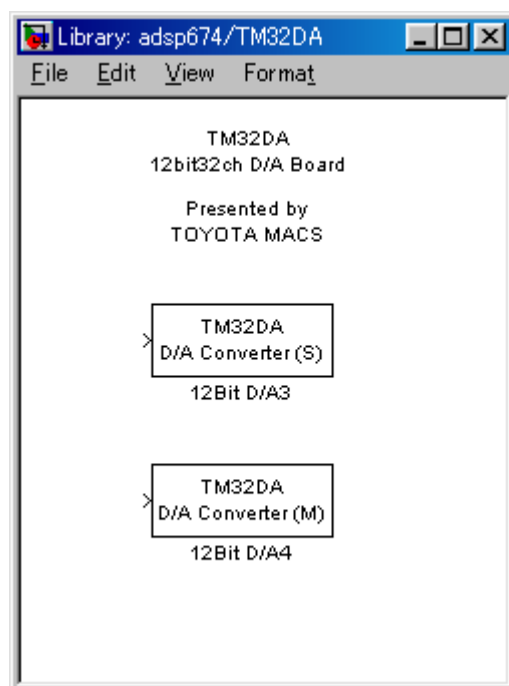 Library: adsp674/TM32DA
File Edit View Format
TM32DA
12bit32ch D/A Board
Presented by
TOYOTA MACS
TM32DA
D/A Converter(S)
12Bit D/A3
TM32DA
D/A Converter(M)
12Bit D/A4